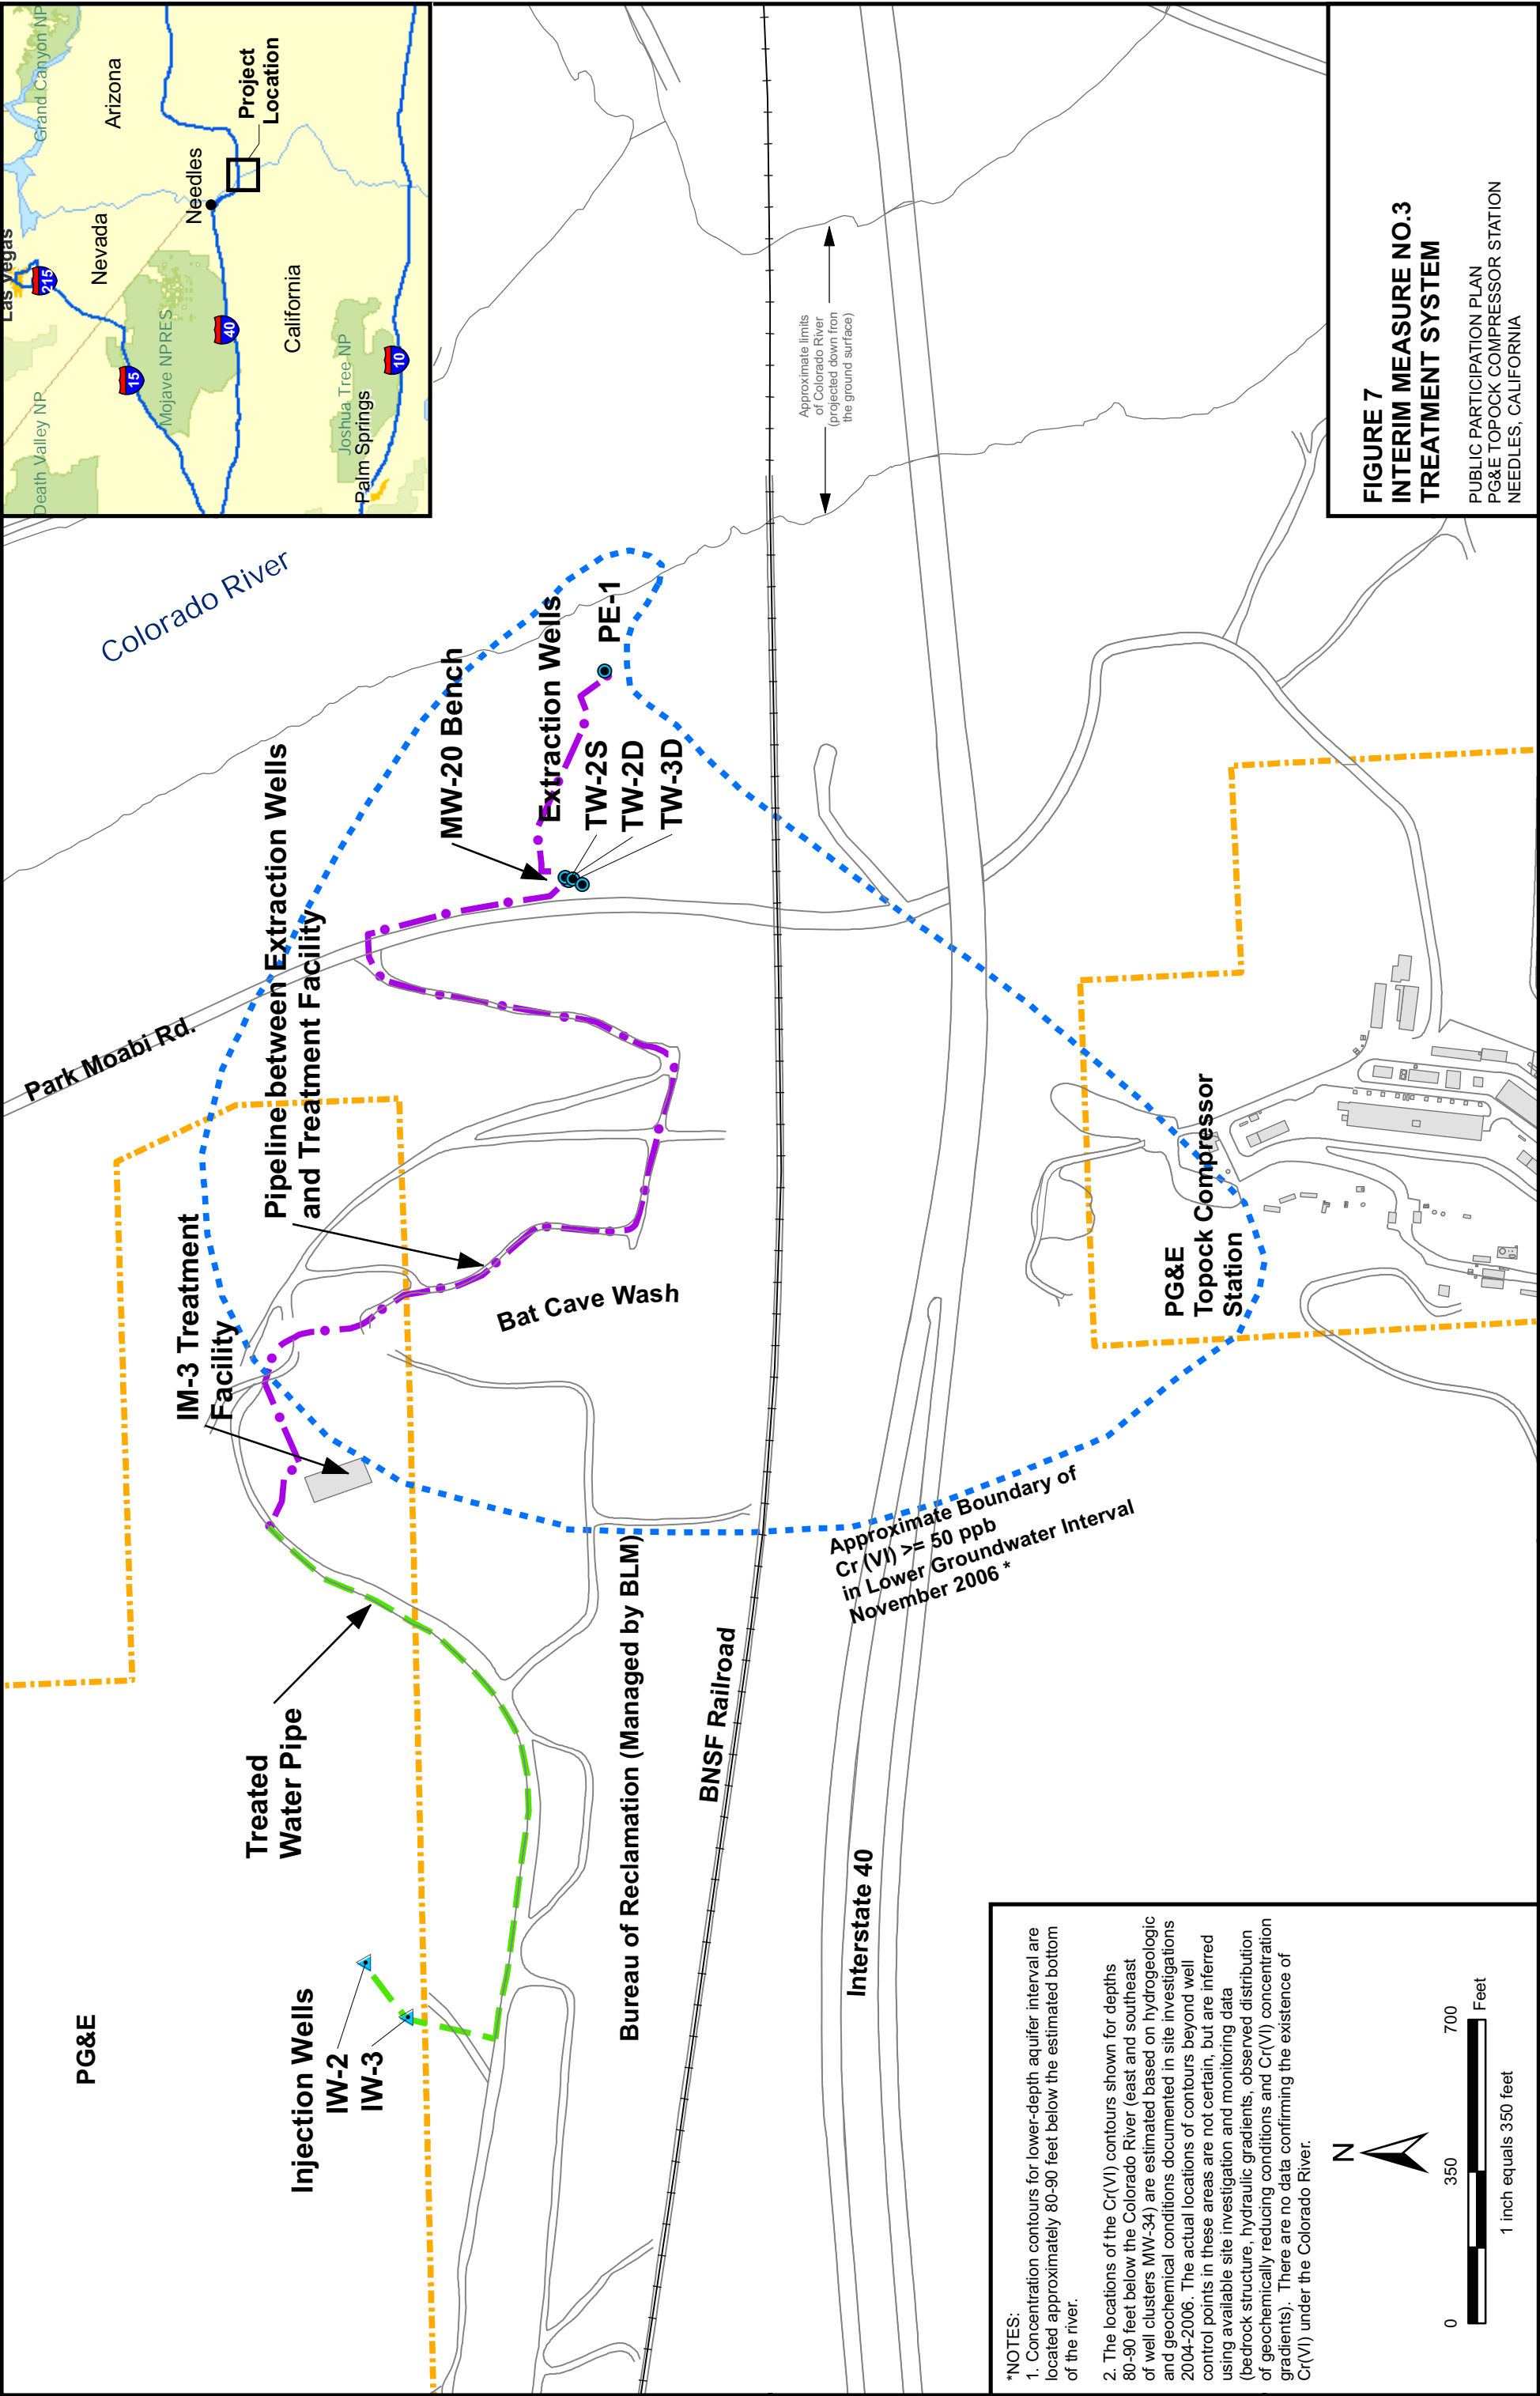 PG&E
Injection Wells
IW-2
IW-3
Treated
Water Pipe
IM-3 Treatment
Facility
Pipeline between Extraction Wells
and Treatment Facility
Park Moabi Rd.
MW-20 Bench
Extraction Wells
TW-2S
TW-2D
TW-3D
PE-1
Colorado River
Bat Cave Wash
Bureau of Reclamation (Managed by BLM)
BNSF Railroad
Interstate 40
Approximate Boundary of
Cr (VI) >= 50 ppb
in Lower Groundwater Interval
November 2006 *
PG&E
Topock Compressor
Station
Approximate limits
of Colorado River
(projected down fron
the ground surface)
Las Vegas
Death Valley NP
Grand Canyon NP
Nevada
Arizona
215
15
Mojave NPRES
Needles
Project
Location
40
California
Joshua Tree NP
Palm Springs
10
*NOTES:
1. Concentration contours for lower-depth aquifer interval are
located approximately 80-90 feet below the estimated bottom
of the river.
2. The locations of the Cr(VI) contours shown for depths
80-90 feet below the Colorado River (east and southeast
of well clusters MW-34) are estimated based on hydrogeologic
and geochemical conditions documented in site investigations
2004-2006. The actual locations of contours beyond well
control points in these areas are not certain, but are inferred
using available site investigation and monitoring data
(bedrock structure, hydraulic gradients, observed distribution
of geochemically reducing conditions and Cr(VI) concentration
gradients). There are no data confirming the existence of
Cr(VI) under the Colorado River.
N
0 350 700
Feet
1 inch equals 350 feet
FIGURE 7
INTERIM MEASURE NO.3
TREATMENT SYSTEM
PUBLIC PARTICIPATION PLAN
PG&E TOPOCK COMPRESSOR STATION
NEEDLES, CALIFORNIA